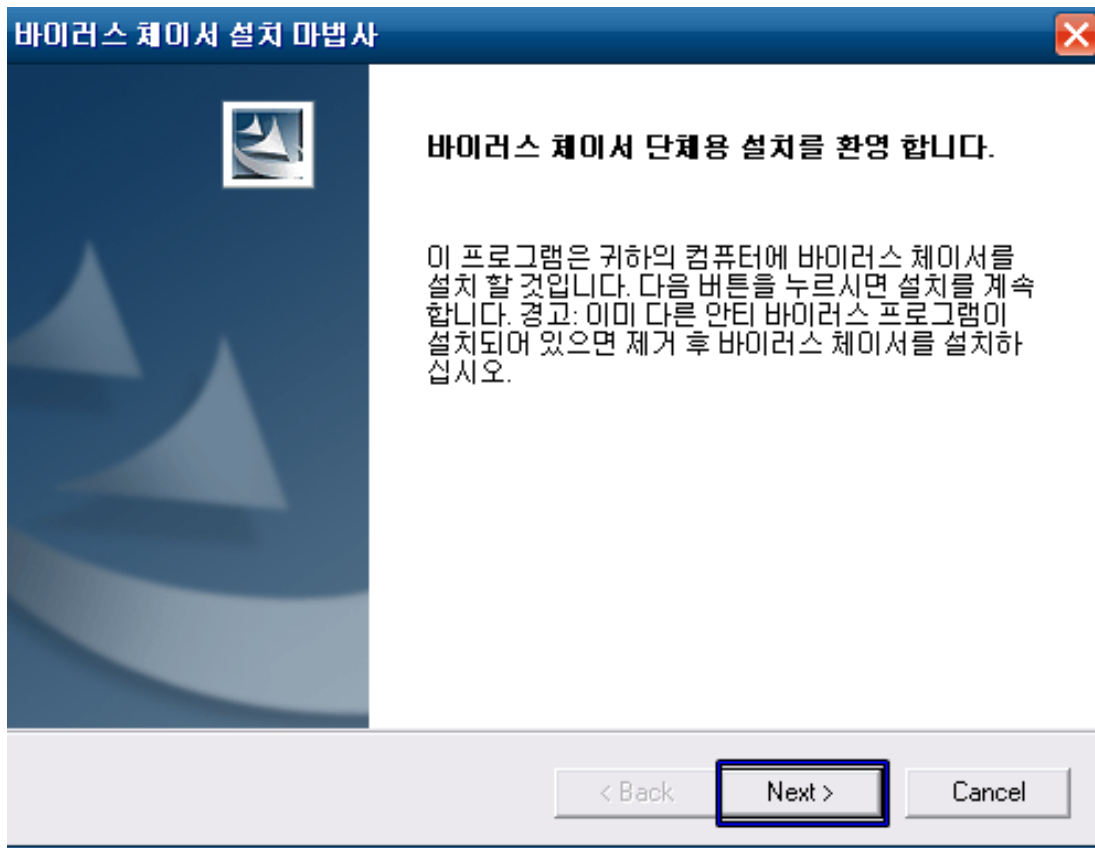 바이러스 체이서 설치 마법사
바이러스 체이서 단체용 설치를 환영 합니다.
이 프로그램은 귀하의 컴퓨터에 바이러스 체이서를
설치 할 것입니다. 다음 버튼을 누르시면 설치를 계속
합니다. 경고: 이미 다른 안티 바이러스 프로그램이
설치되어 있으면 제거 후 바이러스 체이서를 설치하
십시오.
< Back
Next >
Cancel